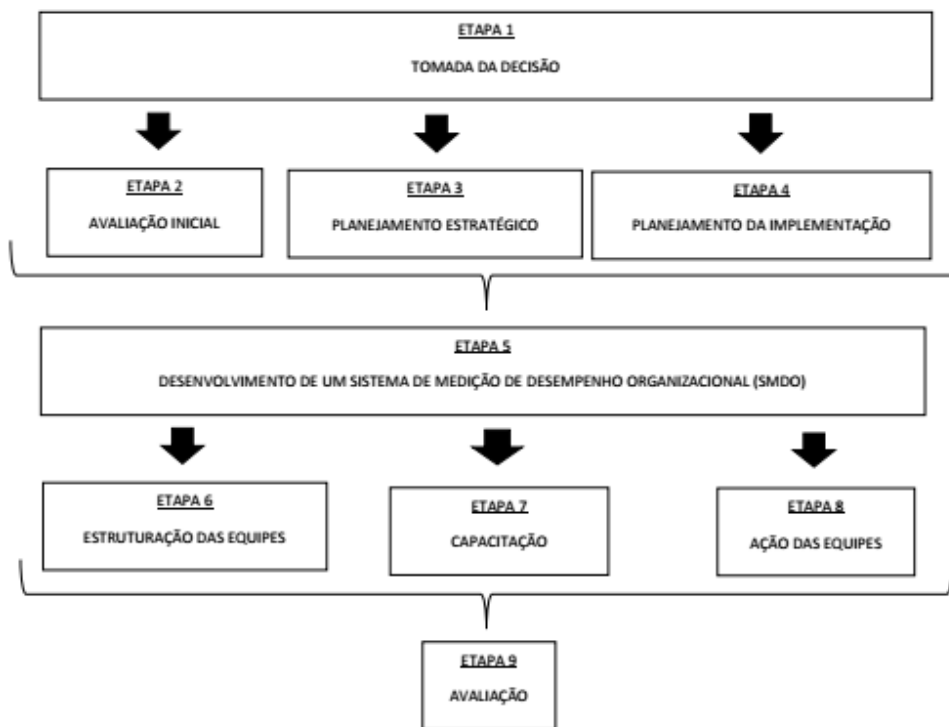 ETAPA 1
TOMADA DA DECISÃO
ETAPA 2
AVALIAÇÃO INICIAL
ETAPA 3
PLANEJAMENTO ESTRATÉGICO
ETAPA 4
PLANEJAMENTO DA IMPLEMENTAÇÃO
ETAPA 5
DESENVOLVIMENTO DE UM SISTEMA DE MEDIÇÃO DE DESEMPENHO ORGANIZACIONAL (SMDO)
ETAPA 6
ESTRUTURAÇÃO DAS EQUIPES
ETAPA 7
CAPACITAÇÃO
ETAPA 8
AÇÃO DAS EQUIPES
ETAPA 9
AVALIAÇÃO